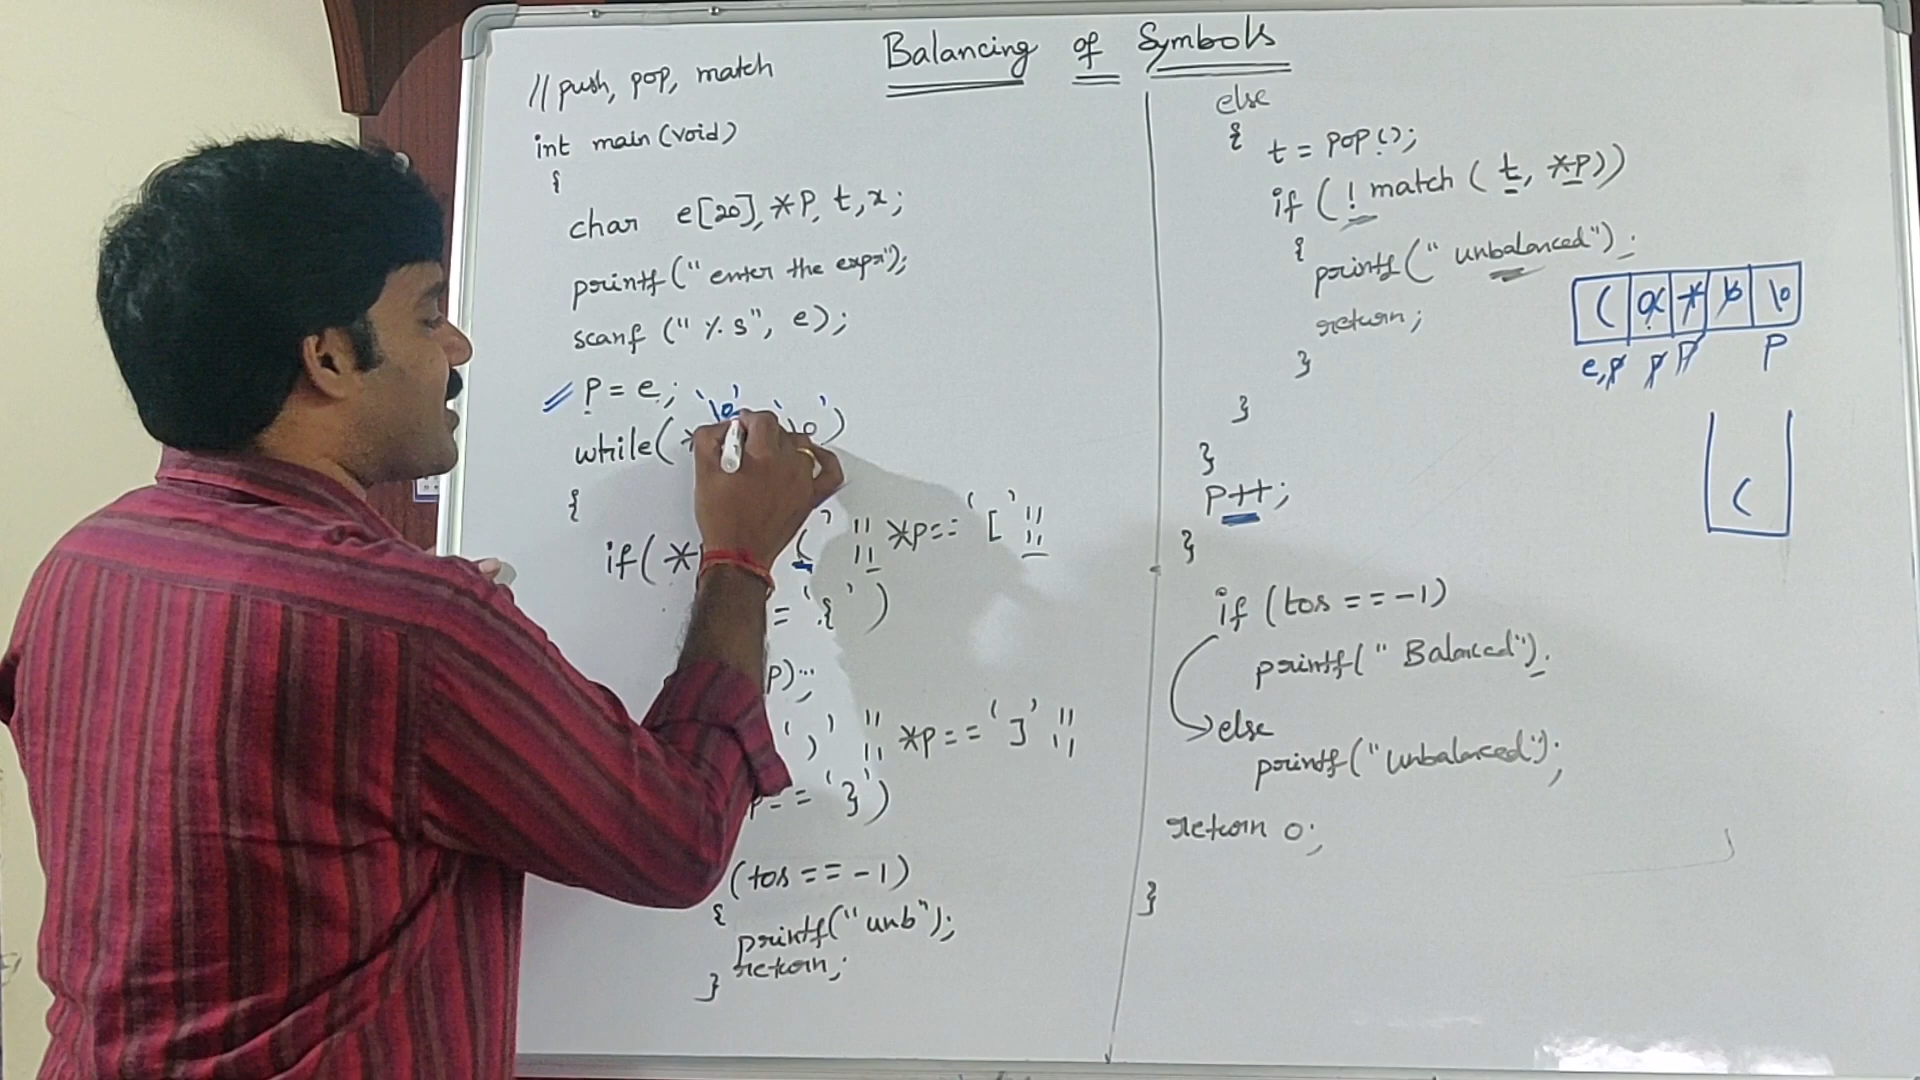 Balancing of Symbols
// push, pop, match
int main (void)
{
char e[20], *P, t, x;
printf(" enter the expr");
scanf (" %s", e);
P = e;
'\0'
while(* '\0')
{
if( * '(' || *p== '[' ||
= '{' )
P);
')' || *p== ']' ||
p== '}')
(tos == -1)
{
printf("unb");
return;
}
else
{
t = pop();
if (! match (t, *p))
{
printf(" unbalanced");
return;
}
}
}
P++;
}
if (tos == -1)
printf(" Balanced");
else
printf("Unbalanced");
return 0;
}
( a + b \0
e,p p p P
(